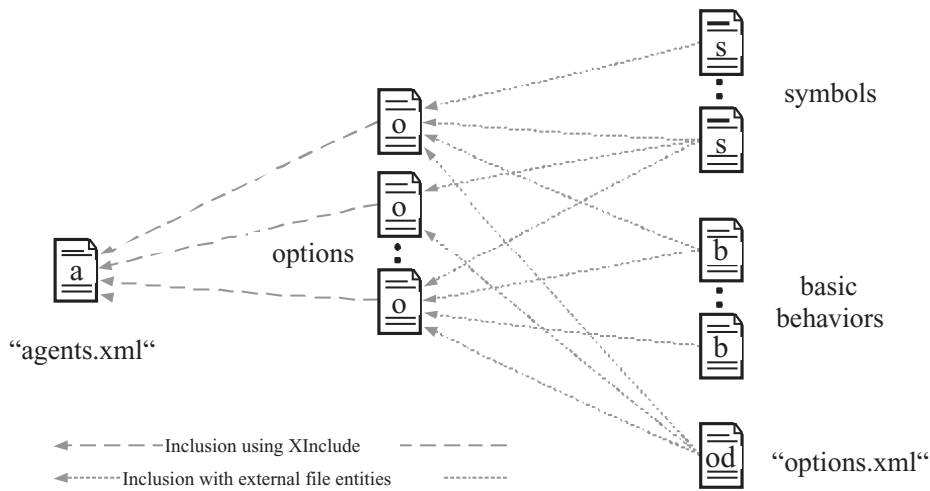 s
symbols
s
o
o
options
o
a
“agents.xml“
b
basic
behaviors
b
od
“options.xml“
Inclusion using XInclude
Inclusion with external file entities